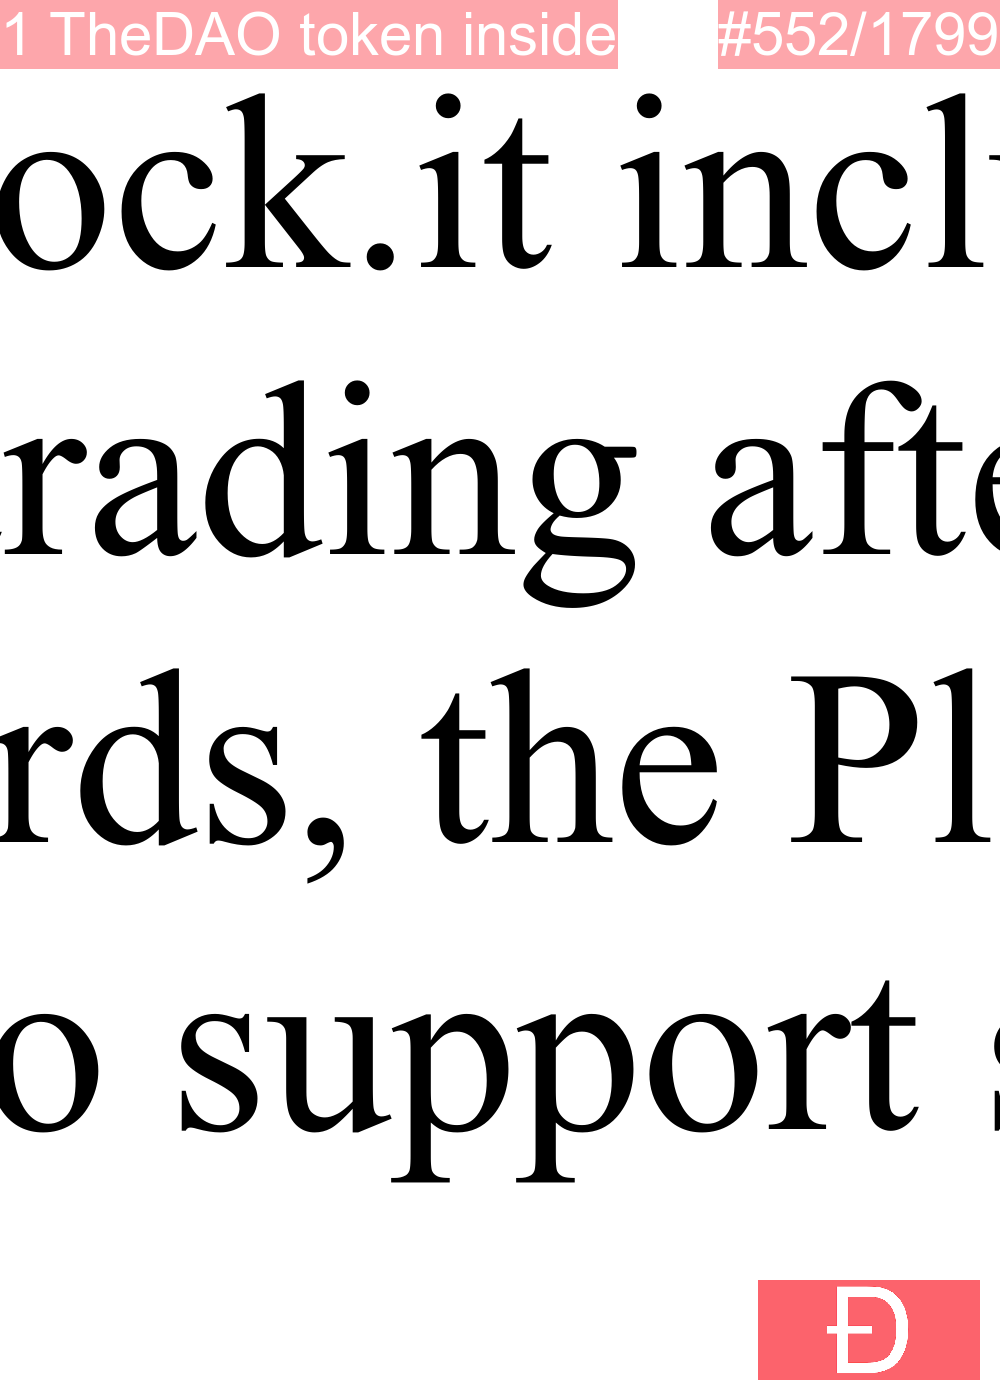 1 TheDAO token inside #552/1799
ock.it incl
rading afte
rds, the Pl
o support s
Đ